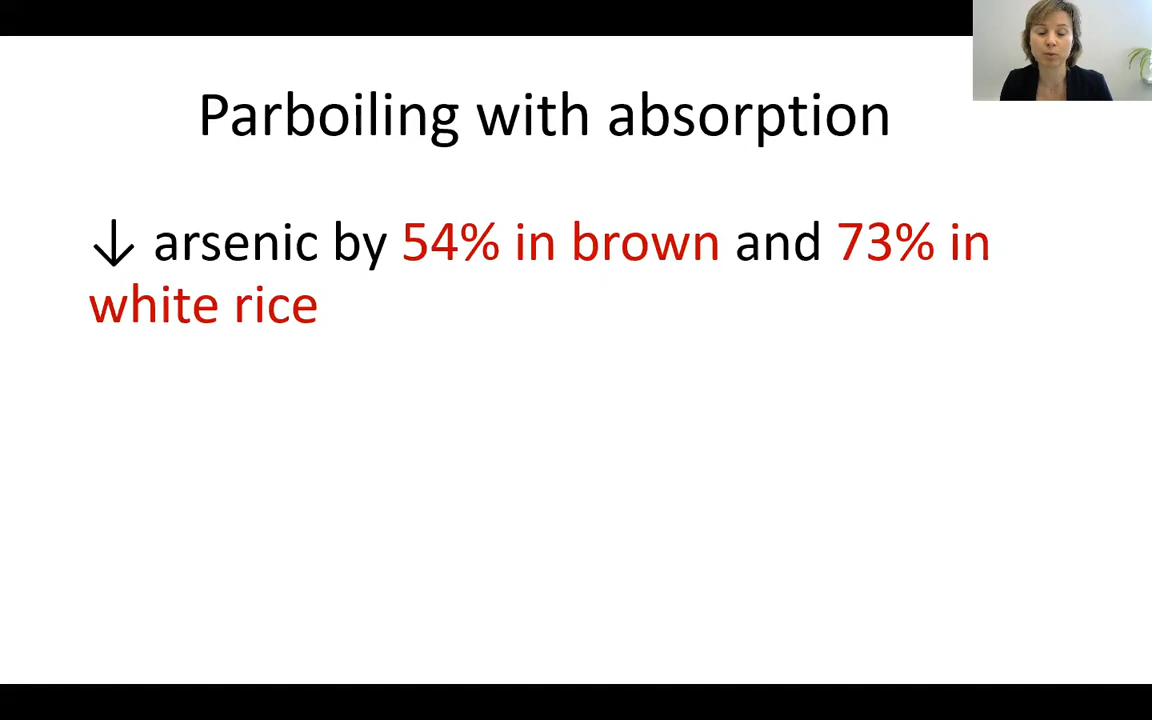 Parboiling with absorption
↓ arsenic by 54% in brown and 73% in
white rice